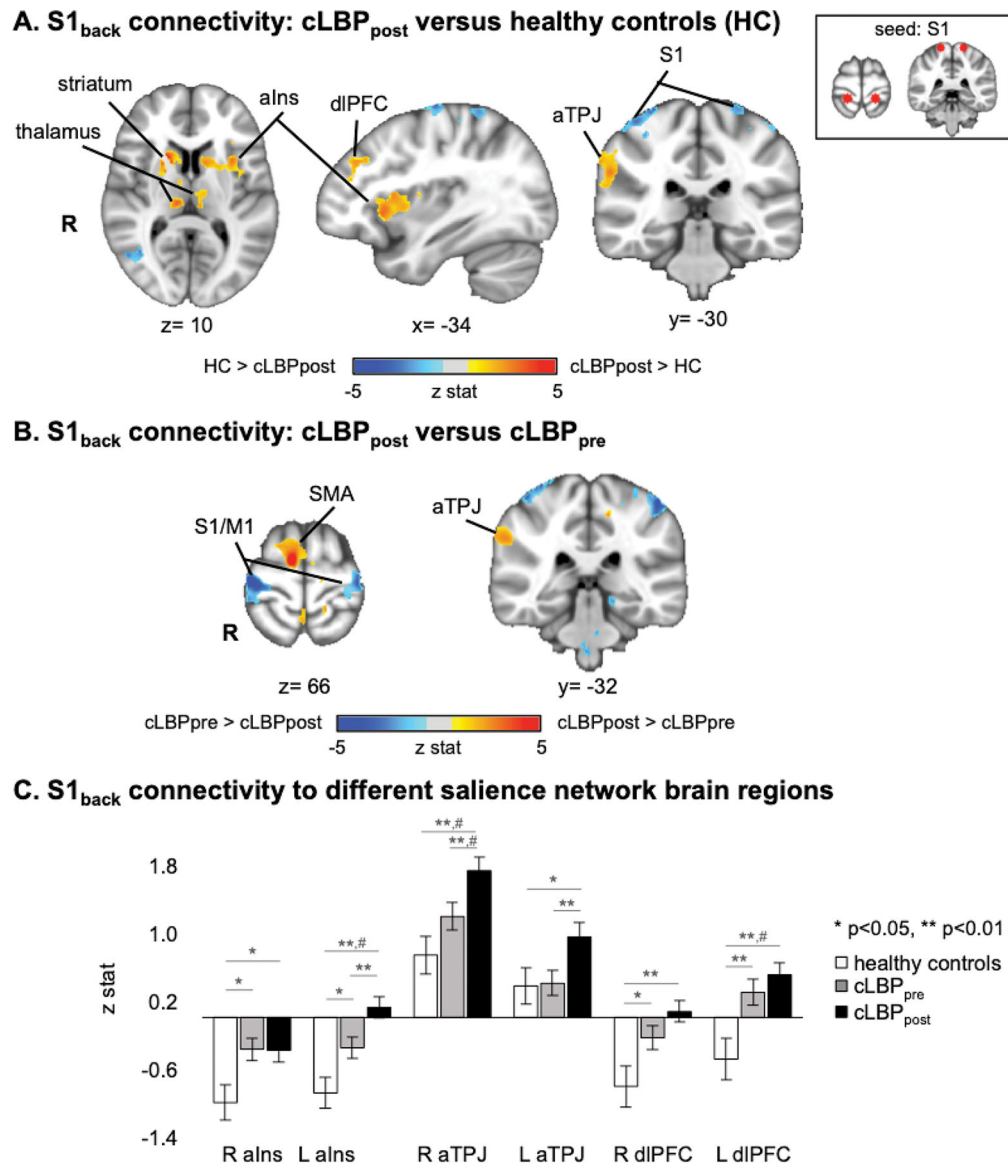 A. S1back connectivity: cLBPpost versus healthy controls (HC)
seed: S1
striatum
aIns
thalamus
dlPFC
S1
aTPJ
R
z= 10
x= -34
y= -30
HC > cLBPpost
cLBPpost > HC
-5
z stat
5
B. S1back connectivity: cLBPpost versus cLBPpre
SMA
S1/M1
aTPJ
R
z= 66
y= -32
cLBPpre > cLBPpost
cLBPpost > cLBPpre
-5
z stat
5
C. S1back connectivity to different salience network brain regions
z stat
1.8
1.0
0.2
-0.6
-1.4
*
*
**,#
*
**
**,#
**,#
*
**
**
*
**,#
**
* p<0.05, ** p<0.01
healthy controls
cLBPpre
cLBPpost
R aIns
L aIns
R aTPJ
L aTPJ
R dlPFC
L dlPFC